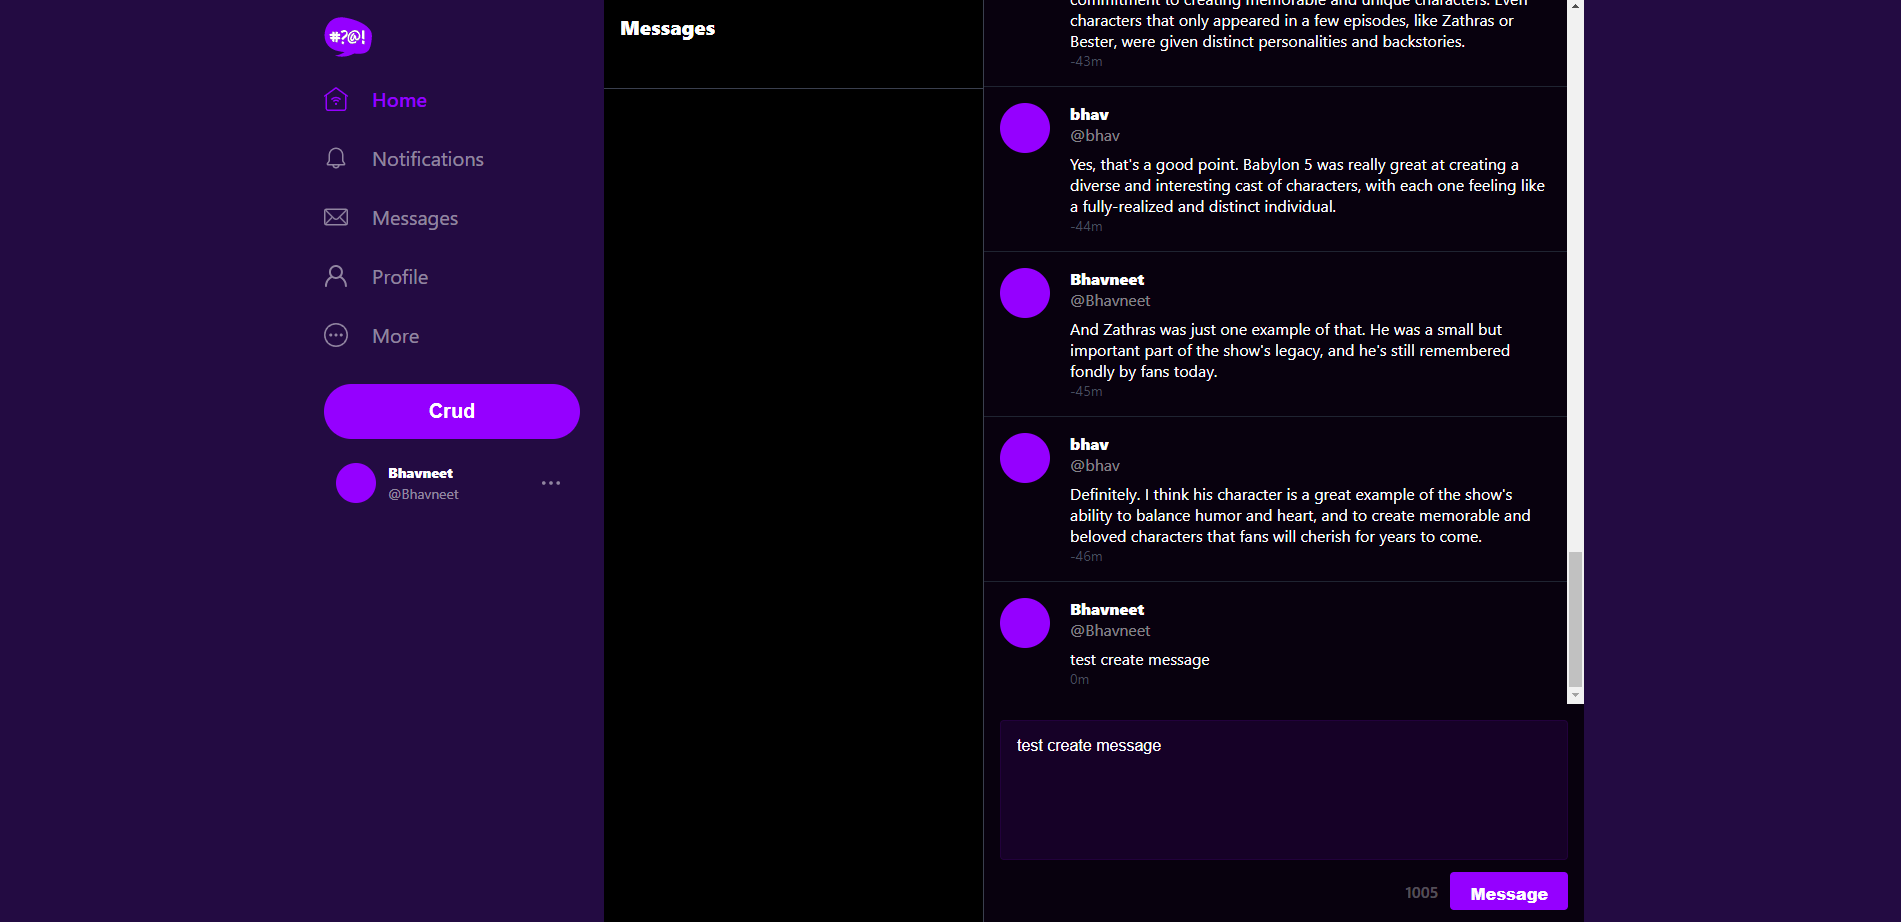 #?@!
Home
Notifications
Messages
Profile
More
Crud
Bhavneet
@Bhavneet
Messages
commitment to creating memorable and unique characters. Even
characters that only appeared in a few episodes, like Zathras or
Bester, were given distinct personalities and backstories.
-43m
bhav
@bhav
Yes, that's a good point. Babylon 5 was really great at creating a
diverse and interesting cast of characters, with each one feeling like
a fully-realized and distinct individual.
-44m
Bhavneet
@Bhavneet
And Zathras was just one example of that. He was a small but
important part of the show's legacy, and he's still remembered
fondly by fans today.
-45m
bhav
@bhav
Definitely. I think his character is a great example of the show's
ability to balance humor and heart, and to create memorable and
beloved characters that fans will cherish for years to come.
-46m
Bhavneet
@Bhavneet
test create message
0m
test create message
1005
Message